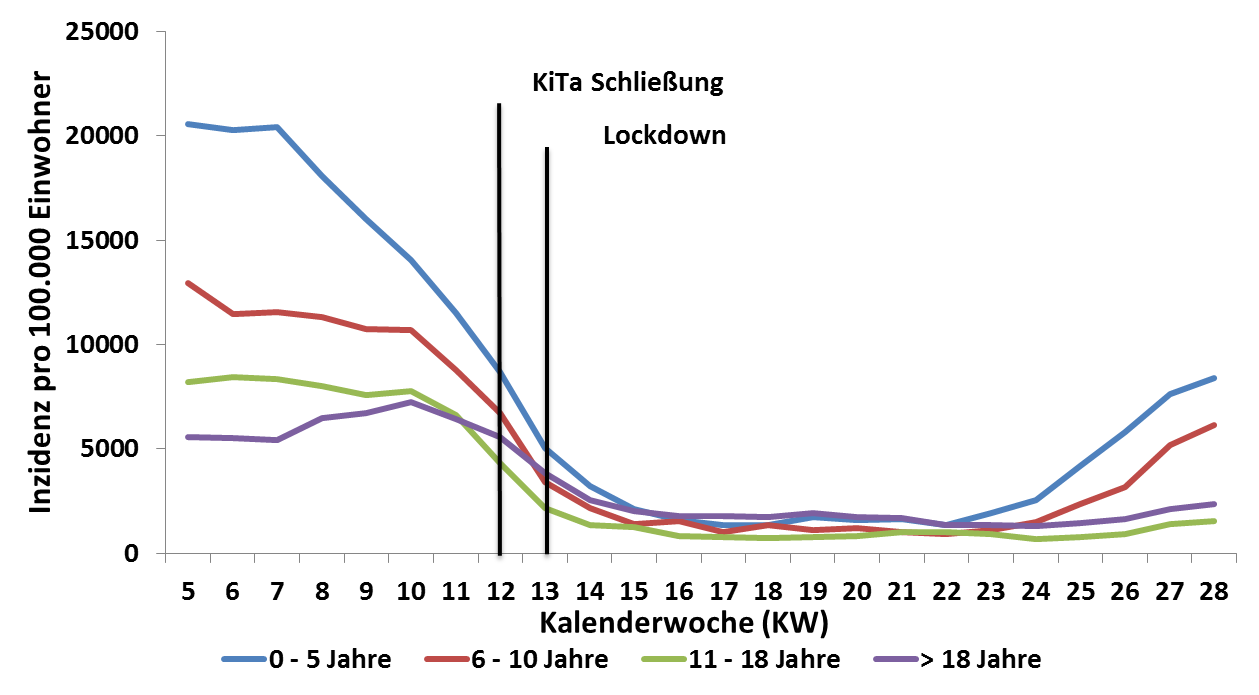 25000
20000
15000
10000
5000
0
Inzidenz pro 100.000 Einwohner
KiTa Schließung
Lockdown
5 6 7 8 9 10 11 12 13 14 15 16 17 18 19 20 21 22 23 24 25 26 27 28
Kalenderwoche (KW)
0 - 5 Jahre 6 - 10 Jahre 11 - 18 Jahre > 18 Jahre